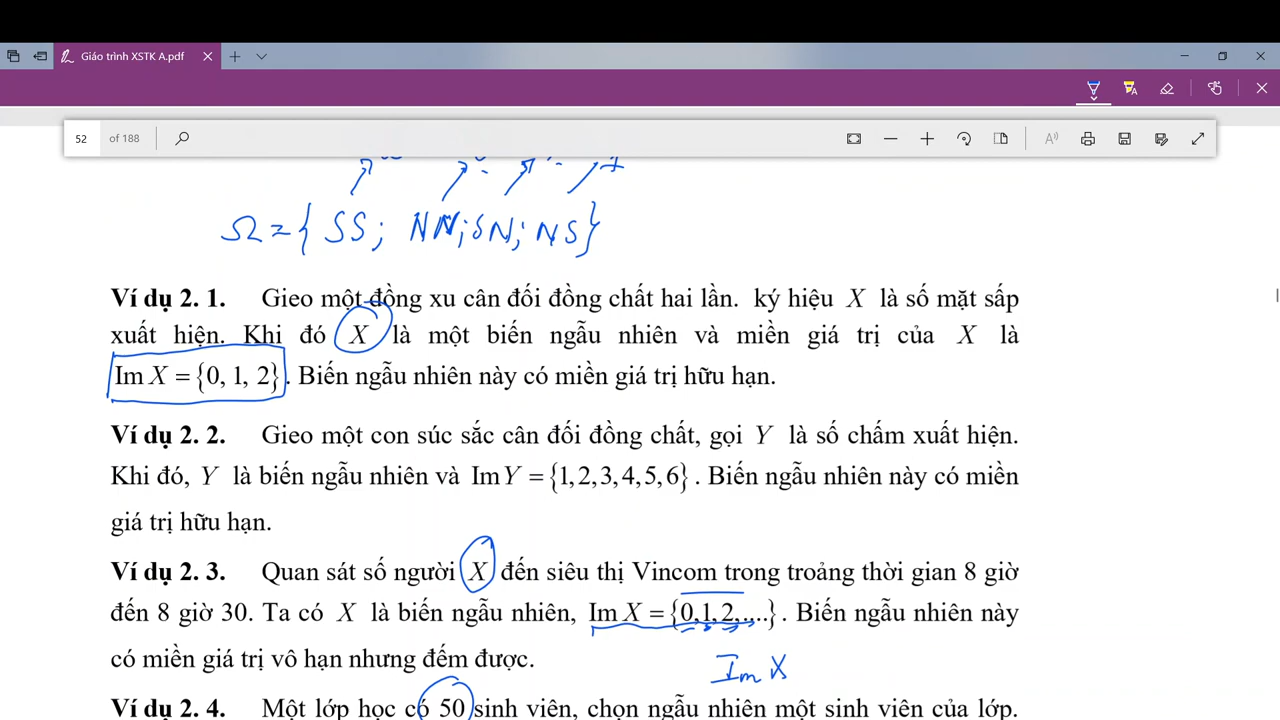 Giáo trình XSTK A.pdf
52 of 188
Ω = { SS; NN; SN; NS}
Ví dụ 2. 1. Gieo một đồng xu cân đối đồng chất hai lần. ký hiệu X là số mặt sấp
xuất hiện. Khi đó X là một biến ngẫu nhiên và miền giá trị của X là
Im X = {0, 1, 2}. Biến ngẫu nhiên này có miền giá trị hữu hạn.
Ví dụ 2. 2. Gieo một con súc sắc cân đối đồng chất, gọi Y là số chấm xuất hiện.
Khi đó, Y là biến ngẫu nhiên và Im Y = {1,2,3,4,5,6}. Biến ngẫu nhiên này có miền
giá trị hữu hạn.
Ví dụ 2. 3. Quan sát số người X đến siêu thị Vincom trong troảng thời gian 8 giờ
đến 8 giờ 30. Ta có X là biến ngẫu nhiên, Im X = {0,1,2,....}. Biến ngẫu nhiên này
có miền giá trị vô hạn nhưng đếm được.
Im X
Ví dụ 2. 4. Một lớp học có 50 sinh viên, chọn ngẫu nhiên một sinh viên của lớp.